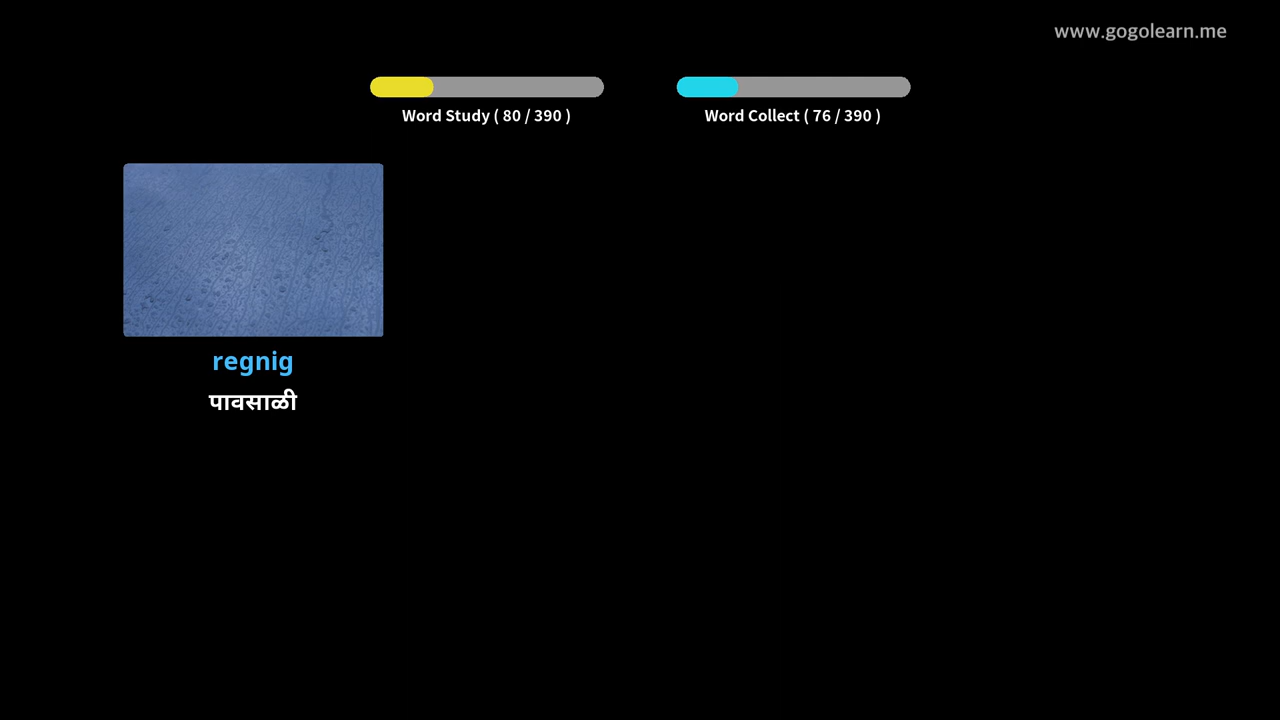 www.gogolearn.me
Word Study ( 80 / 390 )
Word Collect ( 76 / 390 )
regnig
पावसाळी